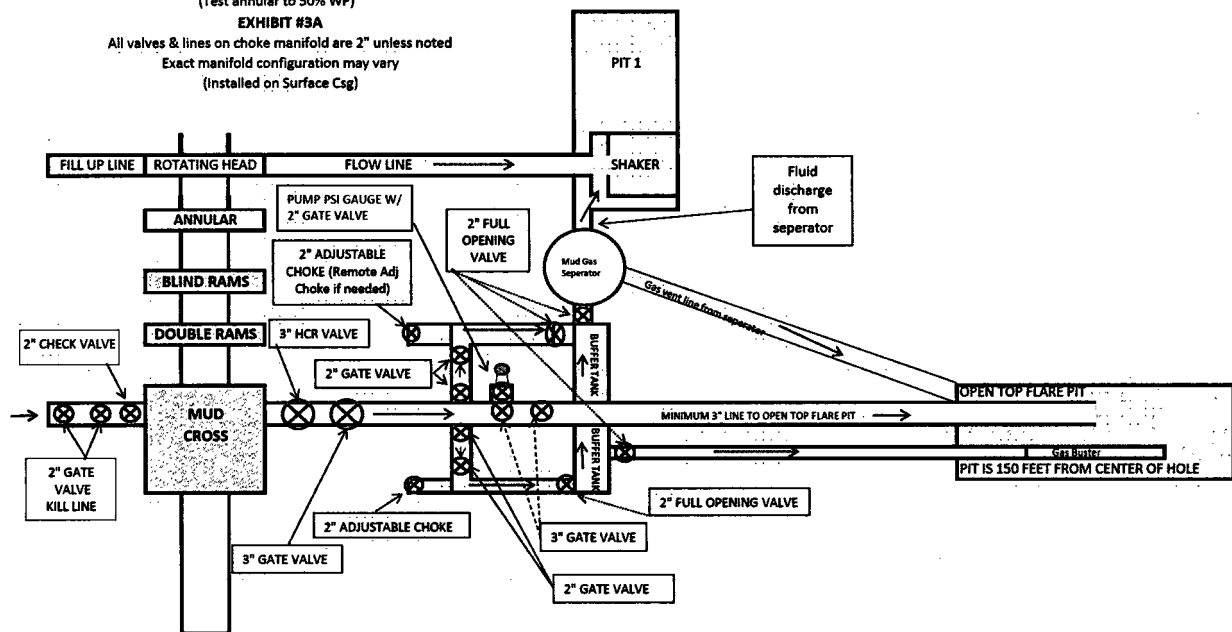 (Test annular to 50% WP)
EXHIBIT #3A
All valves & lines on choke manifold are 2" unless noted
Exact manifold configuration may vary
(Installed on Surface Csg)
PIT 1
FILL UP LINE
ROTATING HEAD
FLOW LINE
SHAKER
PUMP PSI GAUGE W/
2" GATE VALVE
Fluid
discharge
from
seperator
ANNULAR
2" FULL
OPENING
VALVE
2" ADJUSTABLE
CHOKE (Remote Adj
Choke if needed)
Mud Gas
Seperator
BLIND RAMS
Gas vent line from seperator
DOUBLE RAMS
3" HCR VALVE
2" CHECK VALVE
2" GATE VALVE
BUFFER TANK
OPEN TOP FLARE PIT
MUD
CROSS
MINIMUM 3" LINE TO OPEN TOP FLARE PIT
BUFFER TANK
Gas Buster
PIT IS 150 FEET FROM CENTER OF HOLE
2" GATE
VALVE
KILL LINE
2" FULL OPENING VALVE
2" ADJUSTABLE CHOKE
3" GATE VALVE
3" GATE VALVE
2" GATE VALVE